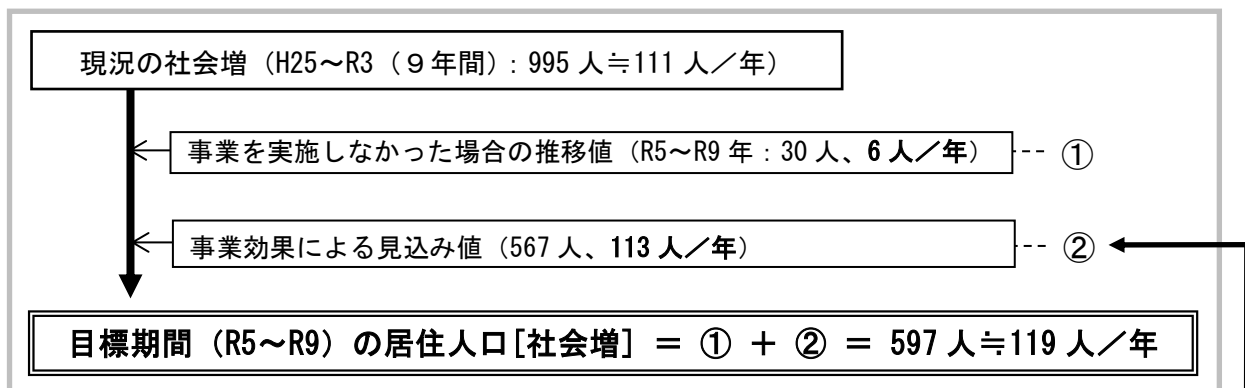 現況の社会増（H25～R3（９年間）：995 人≒111 人／年）
事業を実施しなかった場合の推移値（R5～R9 年：30 人、6 人／年） ①
事業効果による見込み値（567 人、113 人／年） ②
目標期間（R5～R9）の居住人口[社会増] ＝ ① ＋ ② ＝ 597 人≒119 人／年